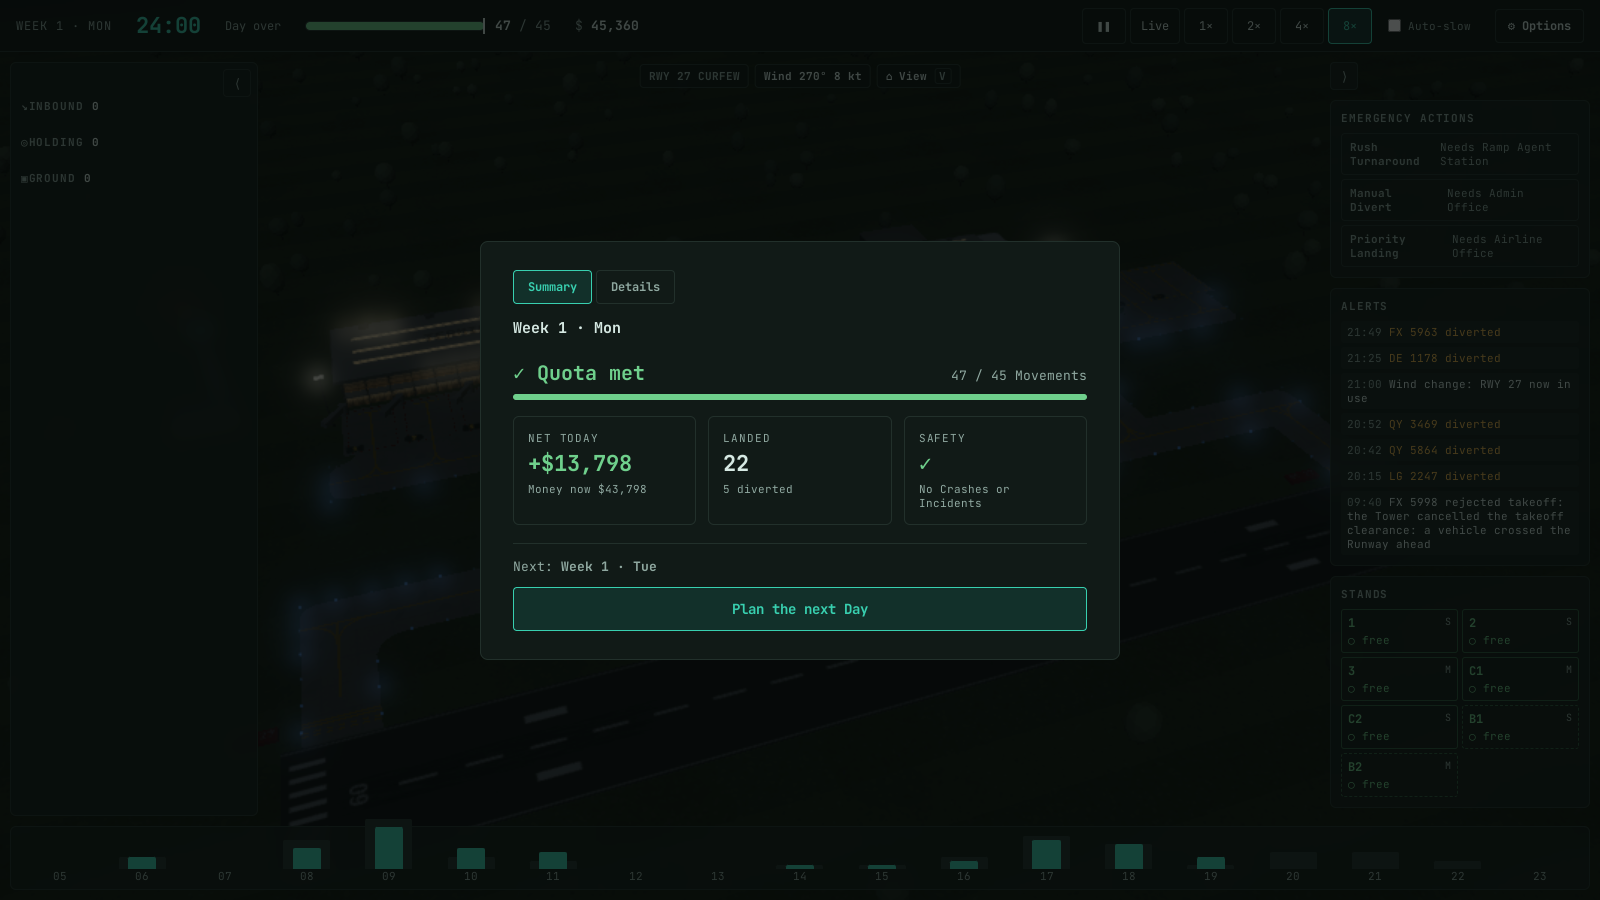 WEEK 1 · MON
24:00
Day over
47 / 45
$ 45,360
Live
1×
2×
4×
8×
Auto-slow
⚙ Options
RWY 27 CURFEW
Wind 270° 8 kt
⌂ View V
↘INBOUND 0
◎HOLDING 0
▣GROUND 0
Summary
Details
Week 1 · Mon
✓ Quota met
47 / 45 Movements
NET TODAY
+$13,798
Money now $43,798
LANDED
22
5 diverted
SAFETY
✓
No Crashes or
Incidents
Next: Week 1 · Tue
Plan the next Day
EMERGENCY ACTIONS
Rush Turnaround
Needs Ramp Agent Station
Manual Divert
Needs Admin Office
Priority Landing
Needs Airline Office
ALERTS
21:49 FX 5963 diverted
21:25 DE 1178 diverted
21:00 Wind change: RWY 27 now in
use
20:52 QY 3469 diverted
20:42 QY 5864 diverted
20:15 LG 2247 diverted
09:40 FX 5998 rejected takeoff:
the Tower cancelled the takeoff
clearance: a vehicle crossed the
Runway ahead
STANDS
1 S
○ free
2 S
○ free
3 M
○ free
C1 M
○ free
C2 S
○ free
B1 S
○ free
B2 M
○ free
09
05 06 07 08 09 10 11 12 13 14 15 16 17 18 19 20 21 22 23